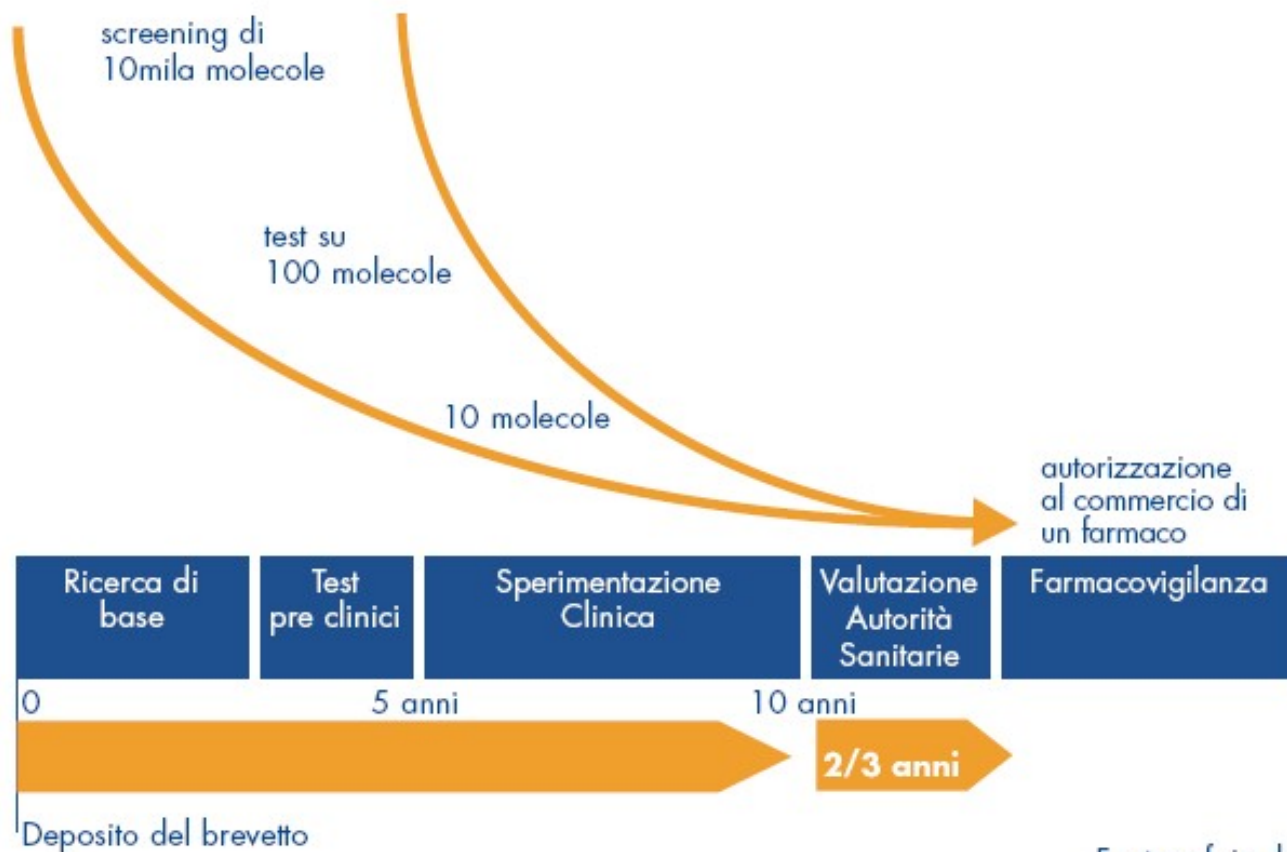 screening di
10mila molecole
test su
100 molecole
10 molecole
autorizzazione
al commercio di
un farmaco
Ricerca di
base
Test
pre clinici
Sperimentazione
Clinica
Valutazione
Autorità
Sanitarie
Farmacovigilanza
0
5 anni
10 anni
2/3 anni
Deposito del brevetto